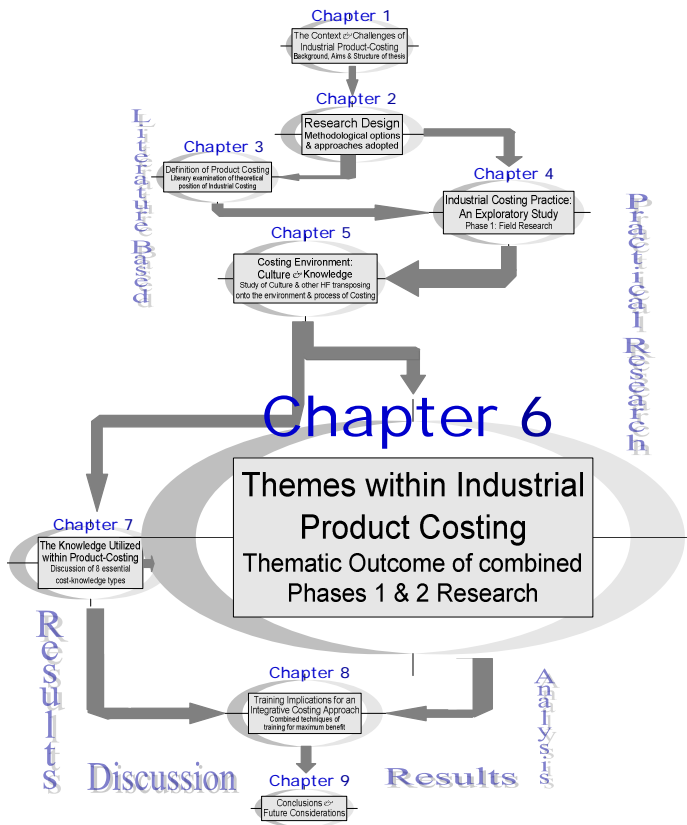 Chapter 1
The Context & Challenges of
Industrial Product-Costing
Background, Aims & Structure of thesis
Chapter 2
Research Design
Methodological options
& approaches adopted
Literature Based
Chapter 3
Definition of Product Costing
Literary examination of theoretical
position of Industrial Costing
Chapter 4
Industrial Costing Practice:
An Exploratory Study
Phase 1: Field Research
Practical Research
Chapter 5
Costing Environment:
Culture & Knowledge
Study of Culture & other HF transposing
onto the environment & process of Costing
Chapter 6
Themes within Industrial
Product Costing
Thematic Outcome of combined
Phases 1 & 2 Research
Chapter 7
The Knowledge Utilized
within Product-Costing
Discussion of 8 essential
cost-knowledge types
Results
Discussion
Chapter 8
Training Implications for an
Integrative Costing Approach
Combined techniques of
training for maximum benefit
Analysis
Results
Chapter 9
Conclusions &
Future Considerations